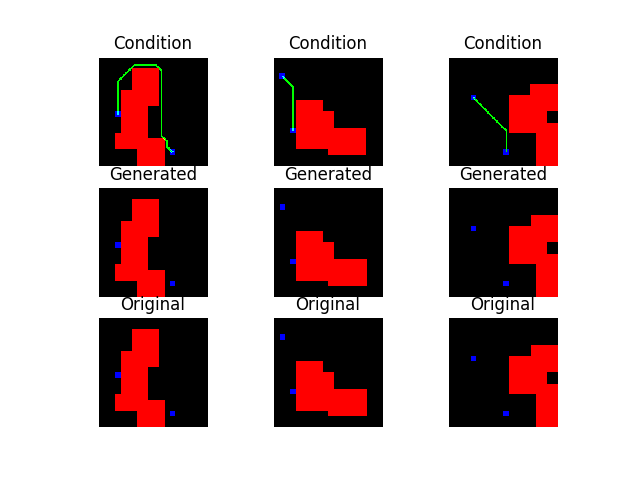 Condition Condition Condition
Generated Generated Generated
Original Original Original